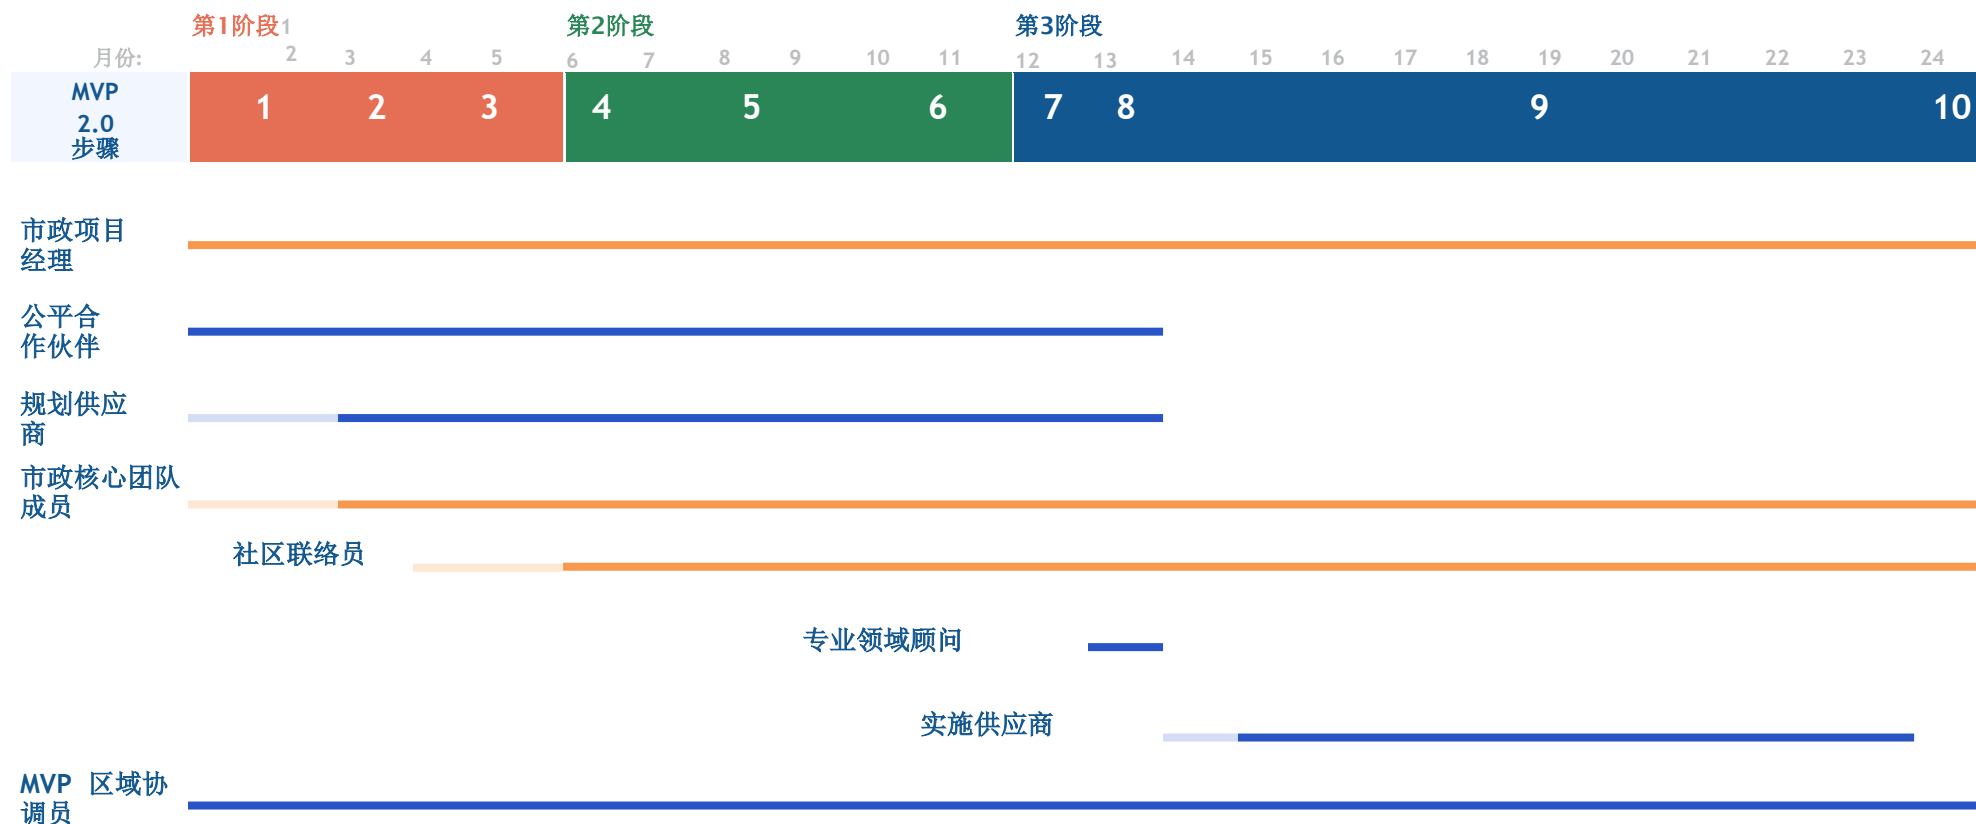 第1阶段1 第2阶段 第3阶段
月份: 2 3 4 5 6 7 8 9 10 11 12 13 14 15 16 17 18 19 20 21 22 23 24
MVP
2.0
步骤
1 2 3 4 5 6 7 8 9 10
市政项目
经理
公平合
作伙伴
规划供应
商
市政核心团队
成员
社区联络员
专业领域顾问
实施供应商
MVP 区域协
调员